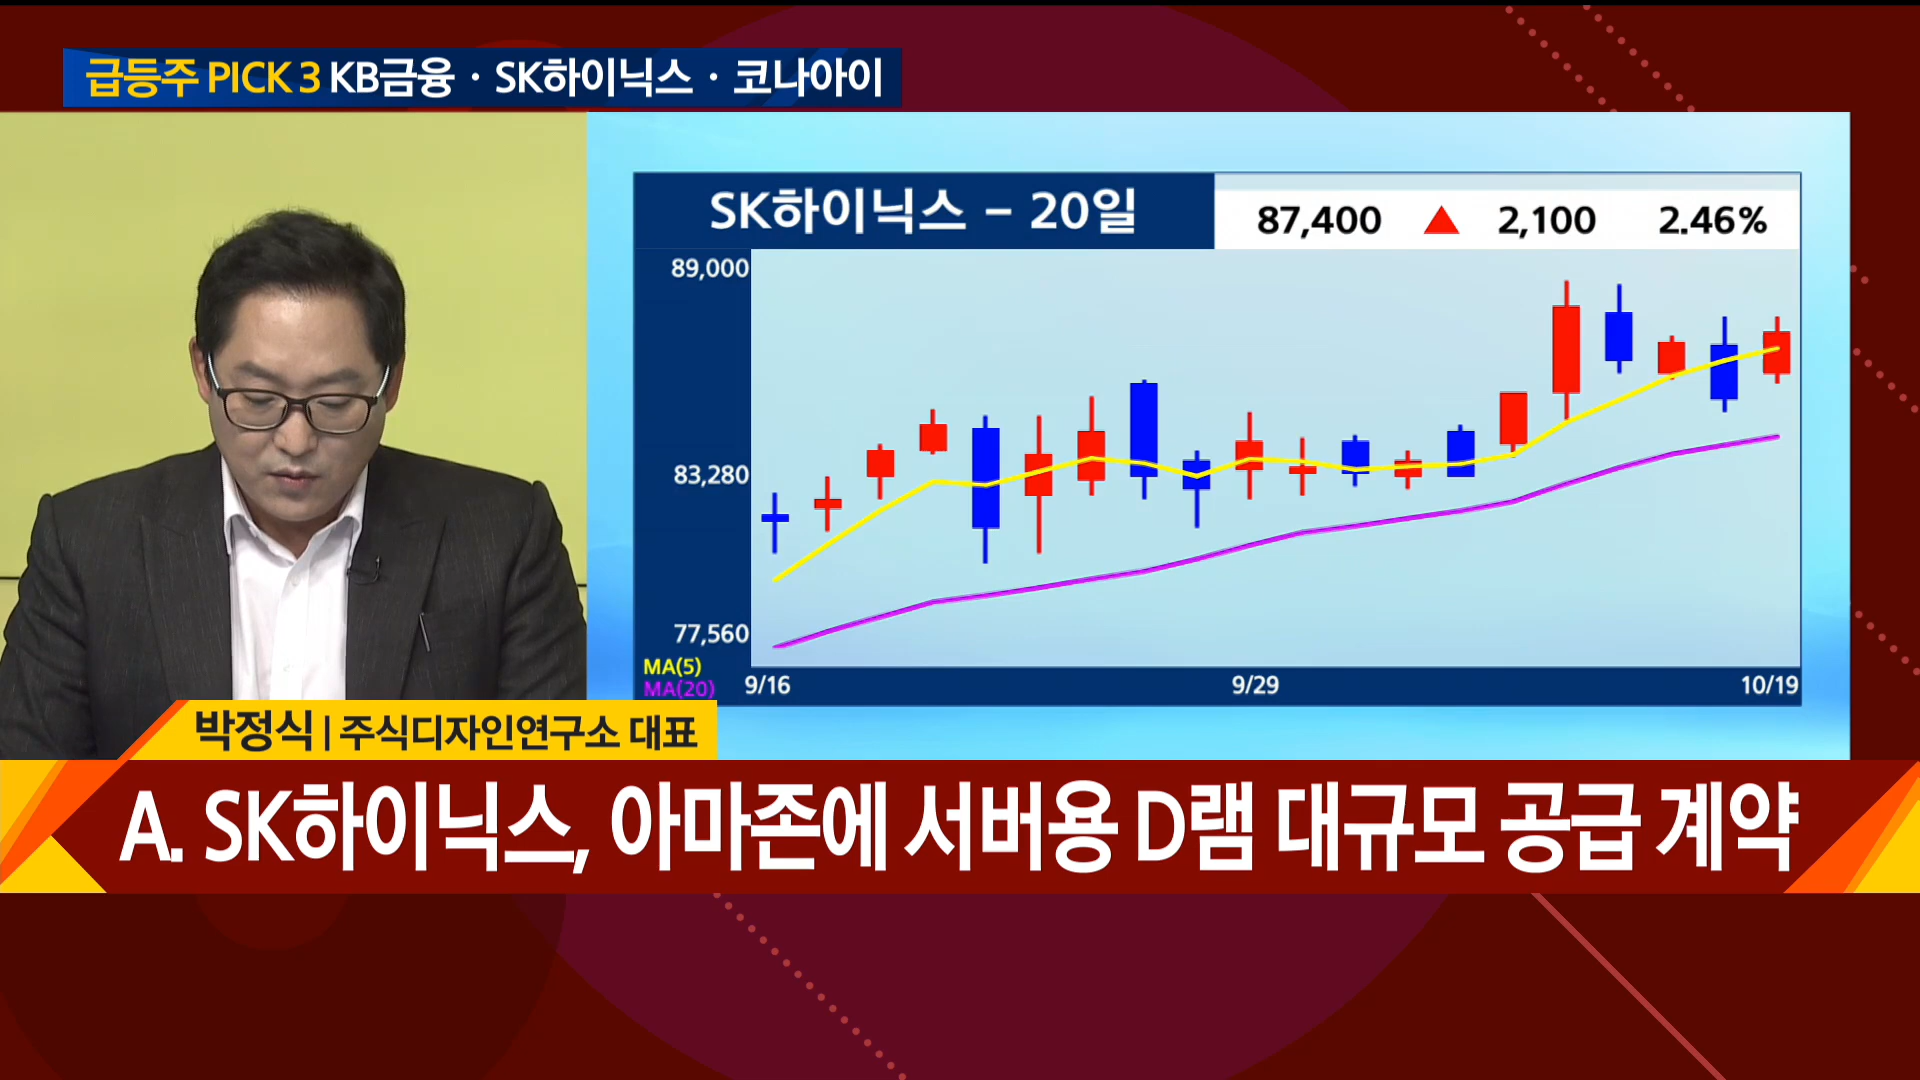 급등주 PICK 3 KB금융 · SK하이닉스 · 코나아이
SK하이닉스 - 20일
87,400 ▲ 2,100 2.46%
89,000
83,280
77,560
MA(5)
MA(20)
9/16 9/29 10/19
박정식 | 주식디자인연구소 대표
A. SK하이닉스, 아마존에 서버용 D램 대규모 공급 계약